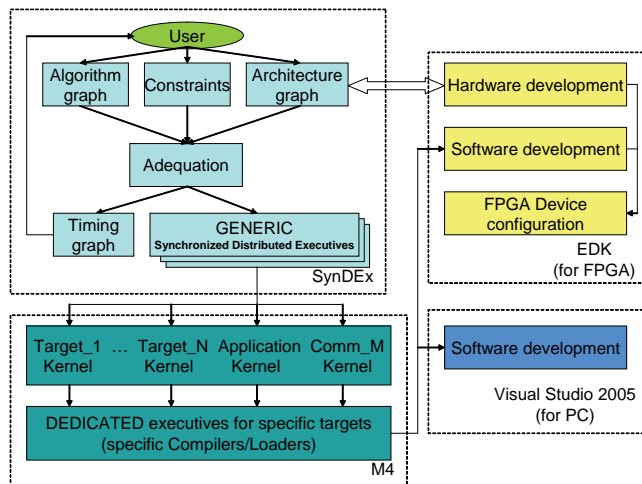 User
Algorithm
graph
Constraints
Architecture
graph
Adequation
Timing
graph
GENERIC
Synchronized Distributed Executives
SynDEx
Hardware development
Software development
FPGA Device
configuration
EDK
(for FPGA)
Target_1 … Target_N Application Comm_M
Kernel Kernel Kernel Kernel
DEDICATED executives for specific targets
(specific Compilers/Loaders)
M4
Software development
Visual Studio 2005
(for PC)